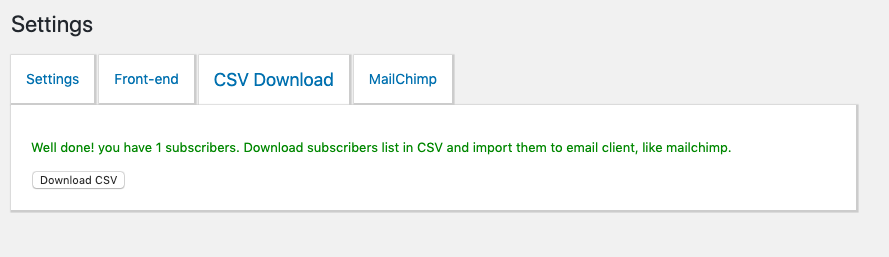 Settings
Settings Front-end CSV Download MailChimp
Well done! you have 1 subscribers. Download subscribers list in CSV and import them to email client, like mailchimp.
Download CSV